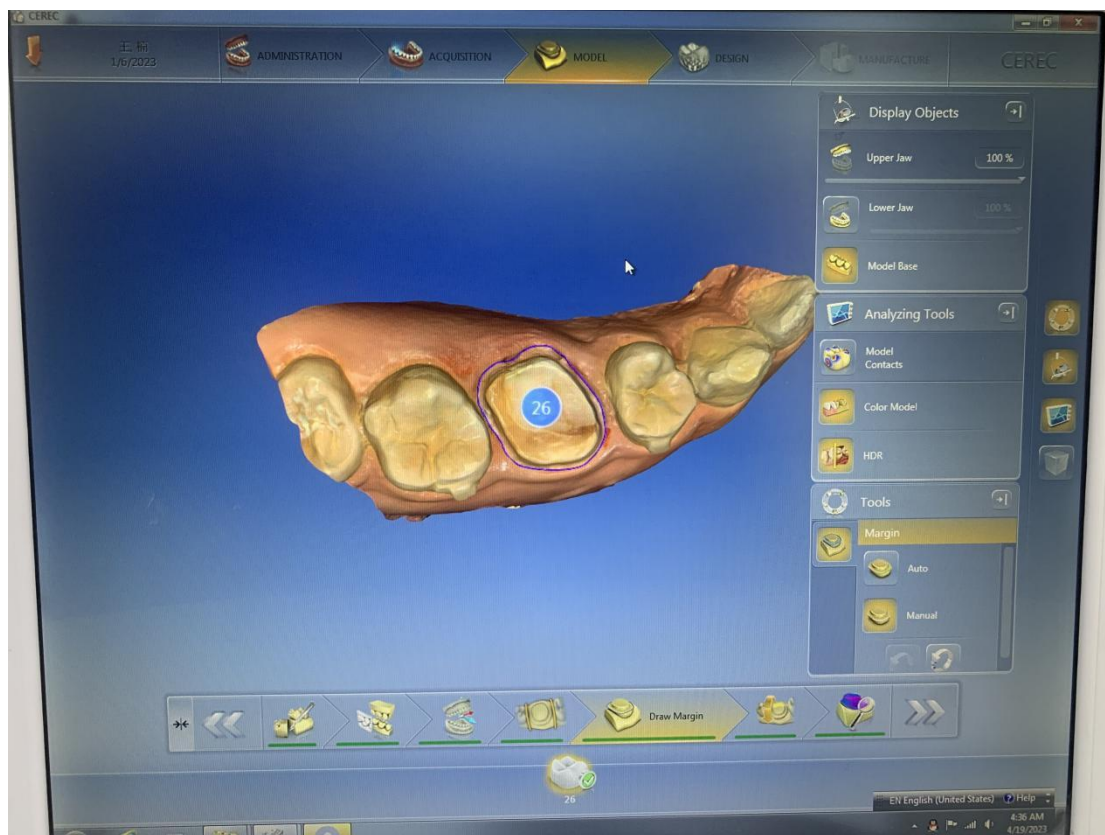 CEREC
王楠
1/6/2023
ADMINISTRATION
ACQUISITION
MODEL
DESIGN
MANUFACTURE
CEREC
Display Objects
Upper Jaw
100 %
Lower Jaw
100 %
Model Base
Analyzing Tools
Model
Contacts
Color Model
HDR
Tools
Margin
Auto
Manual
26
Draw Margin
26
EN English (United States)
Help
4:36 AM
4/19/2023